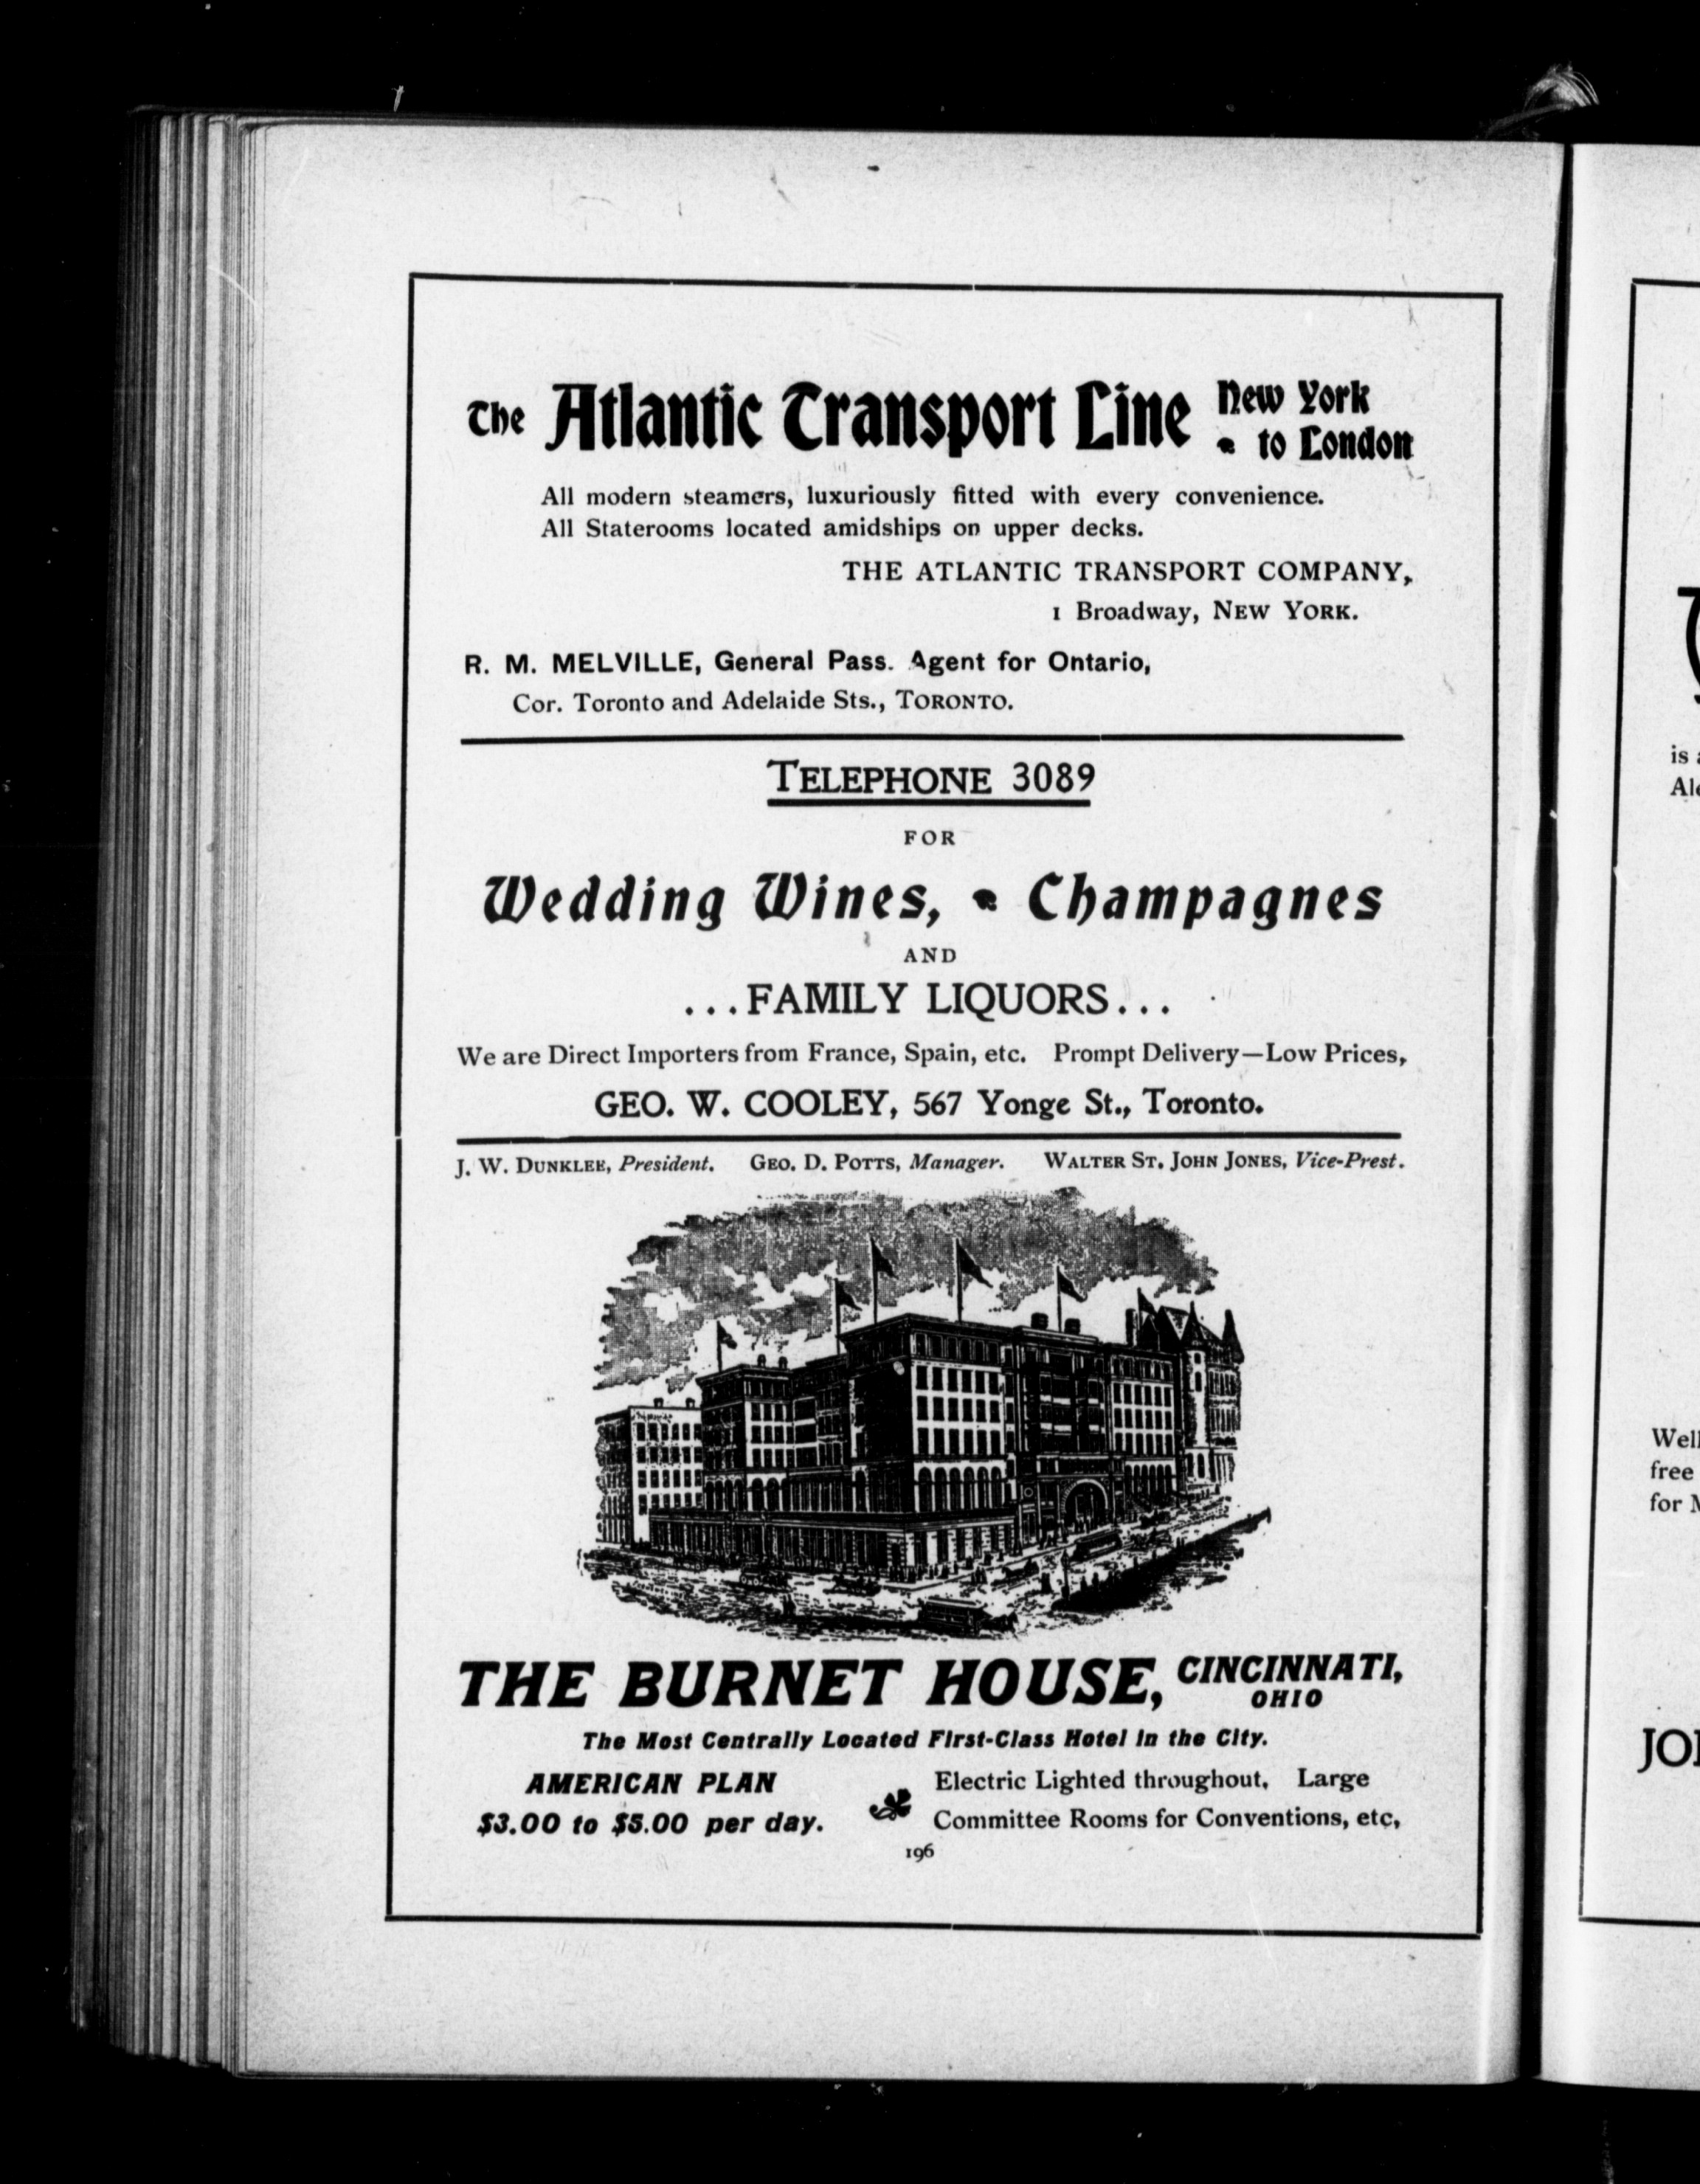 The Atlantic Transport Line New York
to London
All modern steamers, luxuriously fitted with every convenience.
All Staterooms located amidships on upper decks.
THE ATLANTIC TRANSPORT COMPANY,
1 Broadway, NEW YORK.
R. M. MELVILLE, General Pass. Agent for Ontario,
Cor. Toronto and Adelaide Sts., TORONTO.
TELEPHONE 3089
FOR
Wedding Wines, Champagnes
AND
...FAMILY LIQUORS...
We are Direct Importers from France, Spain, etc. Prompt Delivery—Low Prices,
GEO. W. COOLEY, 567 Yonge St., Toronto.
J. W. DUNKLEE, President. GEO. D. POTTS, Manager. WALTER ST. JOHN JONES, Vice-Prest.
THE BURNET HOUSE, CINCINNATI,
OHIO
The Most Centrally Located First-Class Hotel in the City.
AMERICAN PLAN
$3.00 to $5.00 per day.
Electric Lighted throughout. Large
Committee Rooms for Conventions, etc,
196
is
Well
free
for